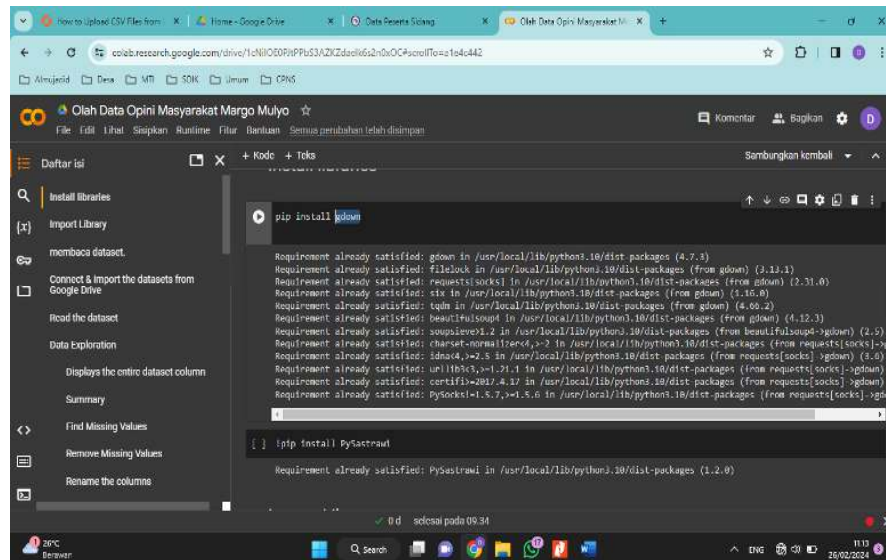 How to Upload CSV Files from
Home - Google Drive
Data Peserta Sidang
Olah Data Opini Masyarakat M
Almujerid
Desa
MTI
SDIK
Umum
CPNS
Olah Data Opini Masyarakat Margo Mulyo
Komentar
Bagikan
D
File Edit Lihat Sisipkan Runtime Fitur Bantuan Semua perubahan telah disimpan
Daftar isi
+ Kode + Teks
Sambungkan kembali
Install libraries
Import Library
membaca dataset.
Connect & Import the datasets from
Google Drive
Read the dataset
Data Exploration
Displays the entire dataset column
Summary
Find Missing Values
Remove Missing Values
Rename the columns
install libraries
pip install gdown
Requirement already satisfied: gdown in /usr/local/lib/python3.10/dist-packages (4.7.3)
Requirement already satisfied: filelock in /usr/local/lib/python3.10/dist-packages (from gdown) (3.13.1)
Requirement already satisfied: requests[socks] in /usr/local/lib/python3.10/dist-packages (from gdown) (2.31.0)
Requirement already satisfied: six in /usr/local/lib/python3.10/dist-packages (from gdown) (1.16.0)
Requirement already satisfied: tqdm in /usr/local/lib/python3.10/dist-packages (from gdown) (4.66.2)
Requirement already satisfied: beautifulsoup4 in /usr/local/lib/python3.10/dist-packages (from gdown) (4.12.3)
Requirement already satisfied: soupsieve>1.2 in /usr/local/lib/python3.10/dist-packages (from beautifulsoup4->gdown) (2.5)
Requirement already satisfied: charset-normalizer<4,>=2 in /usr/local/lib/python3.10/dist-packages (from requests[socks]->g
Requirement already satisfied: idna<4,>=2.5 in /usr/local/lib/python3.10/dist-packages (from requests[socks]->gdown) (3.6)
Requirement already satisfied: urllib3<3,>=1.21.1 in /usr/local/lib/python3.10/dist-packages (from requests[socks]->gdown)
Requirement already satisfied: certifi>=2017.4.17 in /usr/local/lib/python3.10/dist-packages (from requests[socks]->gdown)
Requirement already satisfied: PySocks!=1.5.7,>=1.5.6 in /usr/local/lib/python3.10/dist-packages (from requests[socks]->gdo
[ ] !pip install PySastrawi
Requirement already satisfied: PySastrawi in /usr/local/lib/python3.10/dist-packages (1.2.0)
0 d selesai pada 09.34
26°C
Berawan
Search
ENG
11.13
26/02/2024